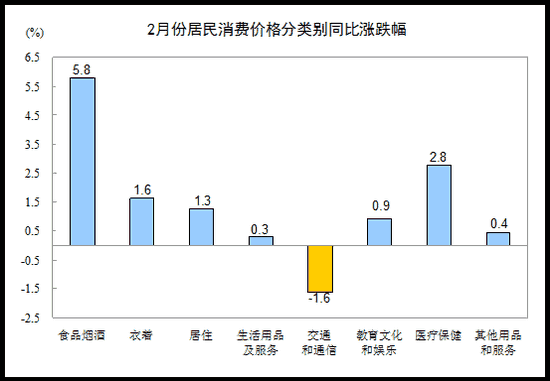 2月份居民消费价格分类别同比涨跌幅
(%)
6.5
5.5
4.5
3.5
2.5
1.5
0.5
-0.5
-1.5
-2.5
5.8
1.6
1.3
0.3
-1.6
0.9
2.8
0.4
食品烟酒
衣着
居住
生活用品
及服务
交通
和通信
教育文化
和娱乐
医疗保健
其他用品
和服务